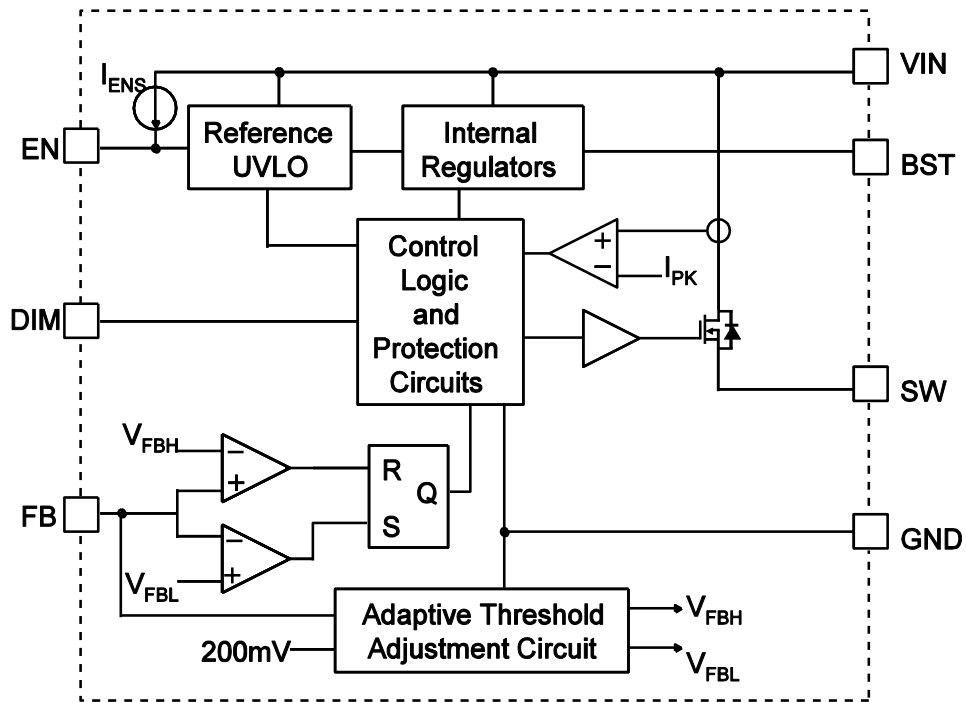 I_ENS
VIN
EN
Reference
UVLO
Internal
Regulators
BST
Control
Logic
and
Protection
Circuits
+
−
I_PK
DIM
SW
V_FBH
−
+
R
Q
S
FB
−
+
V_FBL
GND
Adaptive Threshold
Adjustment Circuit
200mV
V_FBH
V_FBL